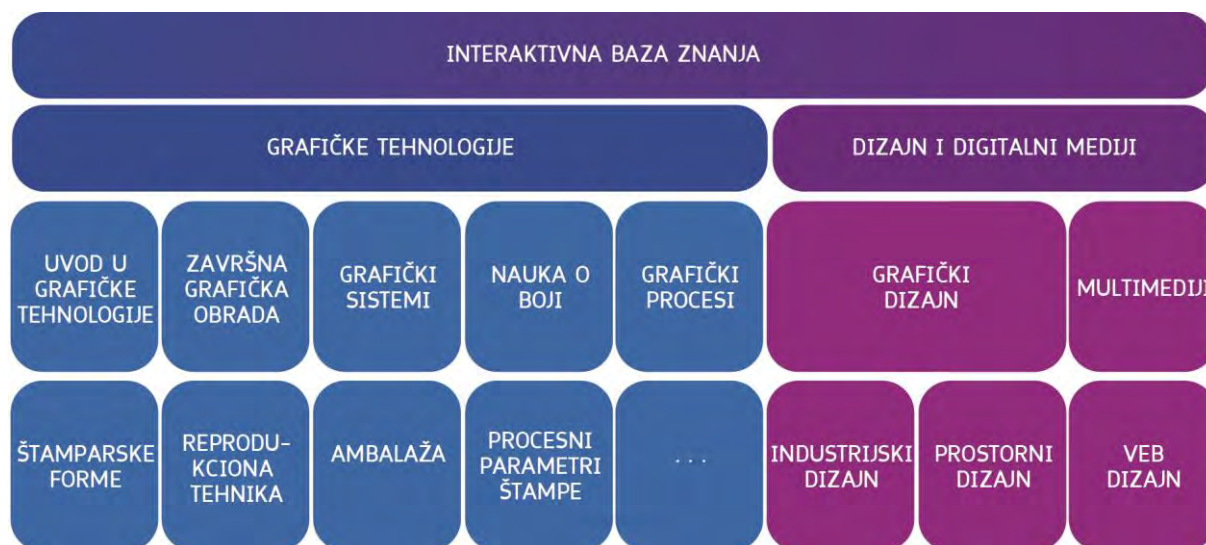 INTERAKTIVNA BAZA ZNANJA
GRAFIČKE TEHNOLOGIJE
DIZAJN I DIGITALNI MEDIJI
UVOD U
GRAFIČKE
TEHNOLOGIJE
ZAVRŠNA
GRAFIČKA
OBRADA
GRAFIČKI
SISTEMI
NAUKA O
BOJI
GRAFIČKI
PROCESI
GRAFIČKI
DIZAJN
MULTIMEDIJI
ŠTAMPARSKE
FORME
REPRODU-
KCIONA
TEHNIKA
AMBALAŽA
PROCESNI
PARAMETRI
ŠTAMPE
. . .
INDUSTRIJSKI
DIZAJN
PROSTORNI
DIZAJN
VEB
DIZAJN